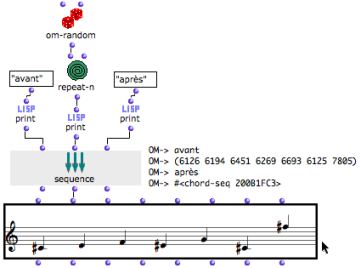 om-random
"avant"
repeat-n
"après"
LISP
print
LISP
print
LISP
print
sequence
OM-> avant
OM-> (6126 6194 6451 6269 6693 6125 7805)
OM-> après
OM-> #<chord-seq 200B1FC3>